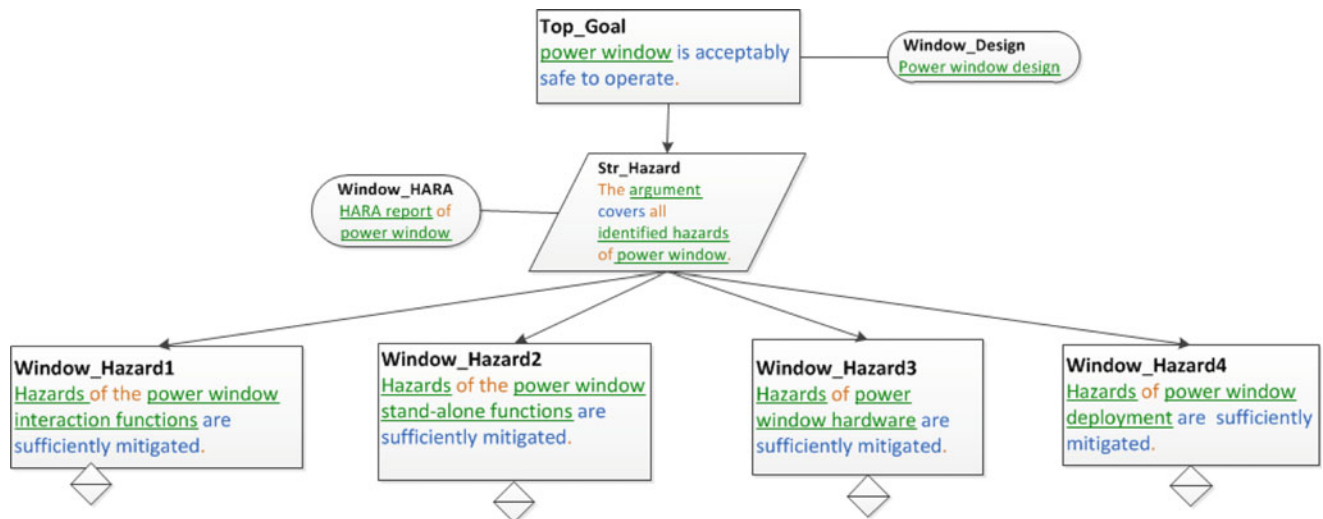 Top_Goal
power window is acceptably
safe to operate.
Window_Design
Power window design
Str_Hazard
The argument
covers all
identified hazards
of power window.
Window_HARA
HARA report of
power window
Window_Hazard1
Hazards of the power window
interaction functions are
sufficiently mitigated.
Window_Hazard2
Hazards of the power window
stand-alone functions are
sufficiently mitigated.
Window_Hazard3
Hazards of power
window hardware are
sufficiently mitigated.
Window_Hazard4
Hazards of power window
deployment are sufficiently
mitigated.